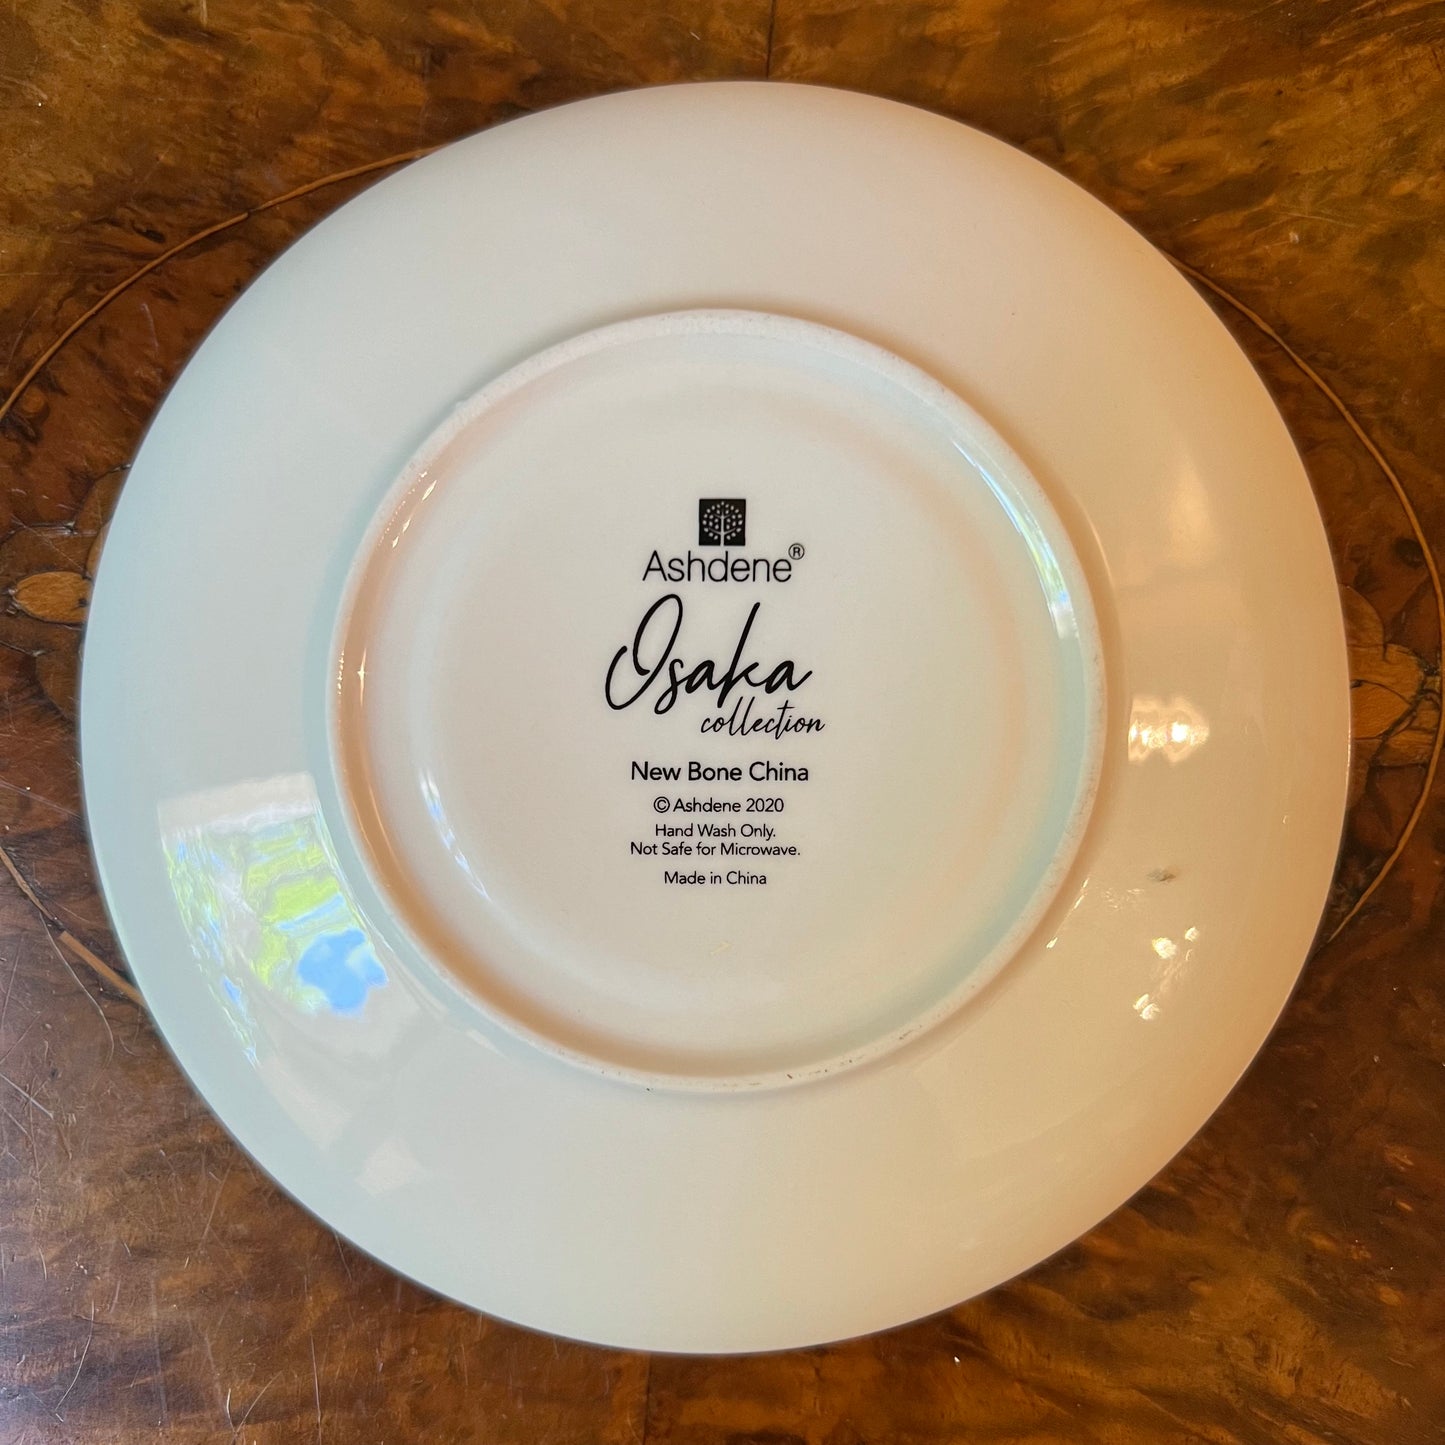 Ashdene®
Osaka
collection
New Bone China
© Ashdene 2020
Hand Wash Only.
Not Safe for Microwave.
Made in China